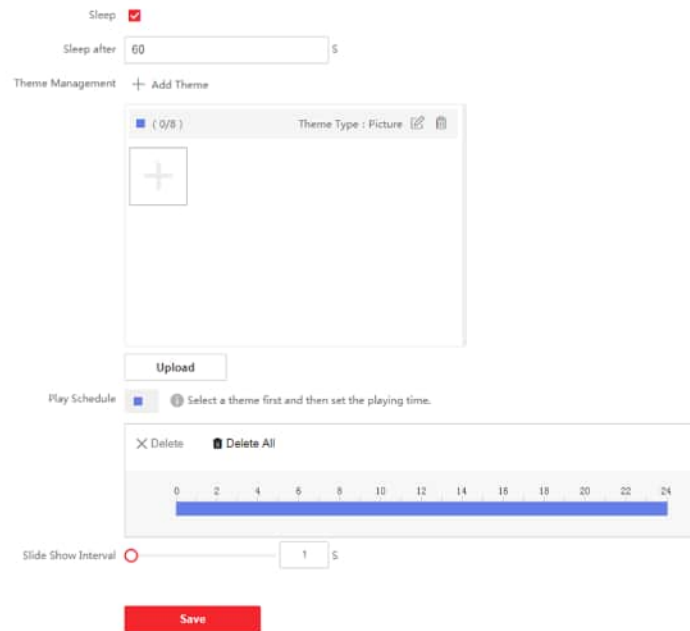 Sleep
Sleep after 60 S
Theme Management + Add Theme
( 0/8 ) Theme Type : Picture
Upload
Play Schedule Select a theme first and then set the playing time.
Delete Delete All
0 2 4 6 8 10 12 14 16 18 20 22 24
Slide Show Interval 1 S
Save